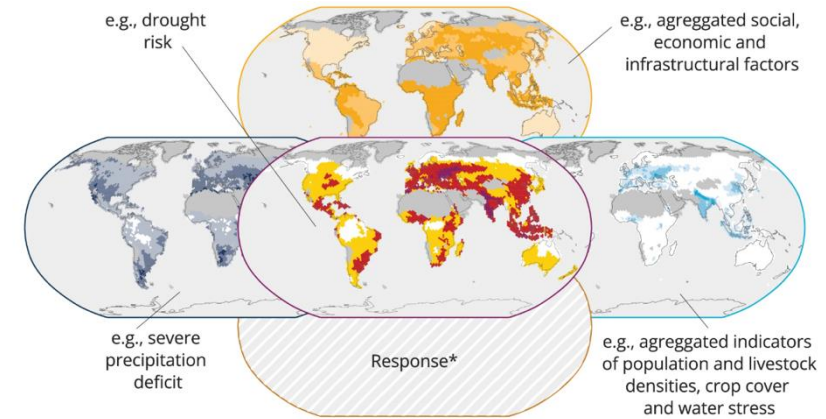 e.g., drought
risk
e.g., agreggated social,
economic and
infrastructural factors
e.g., severe
precipitation
deficit
Response*
e.g., agreggated indicators
of population and livestock
densities, crop cover
and water stress